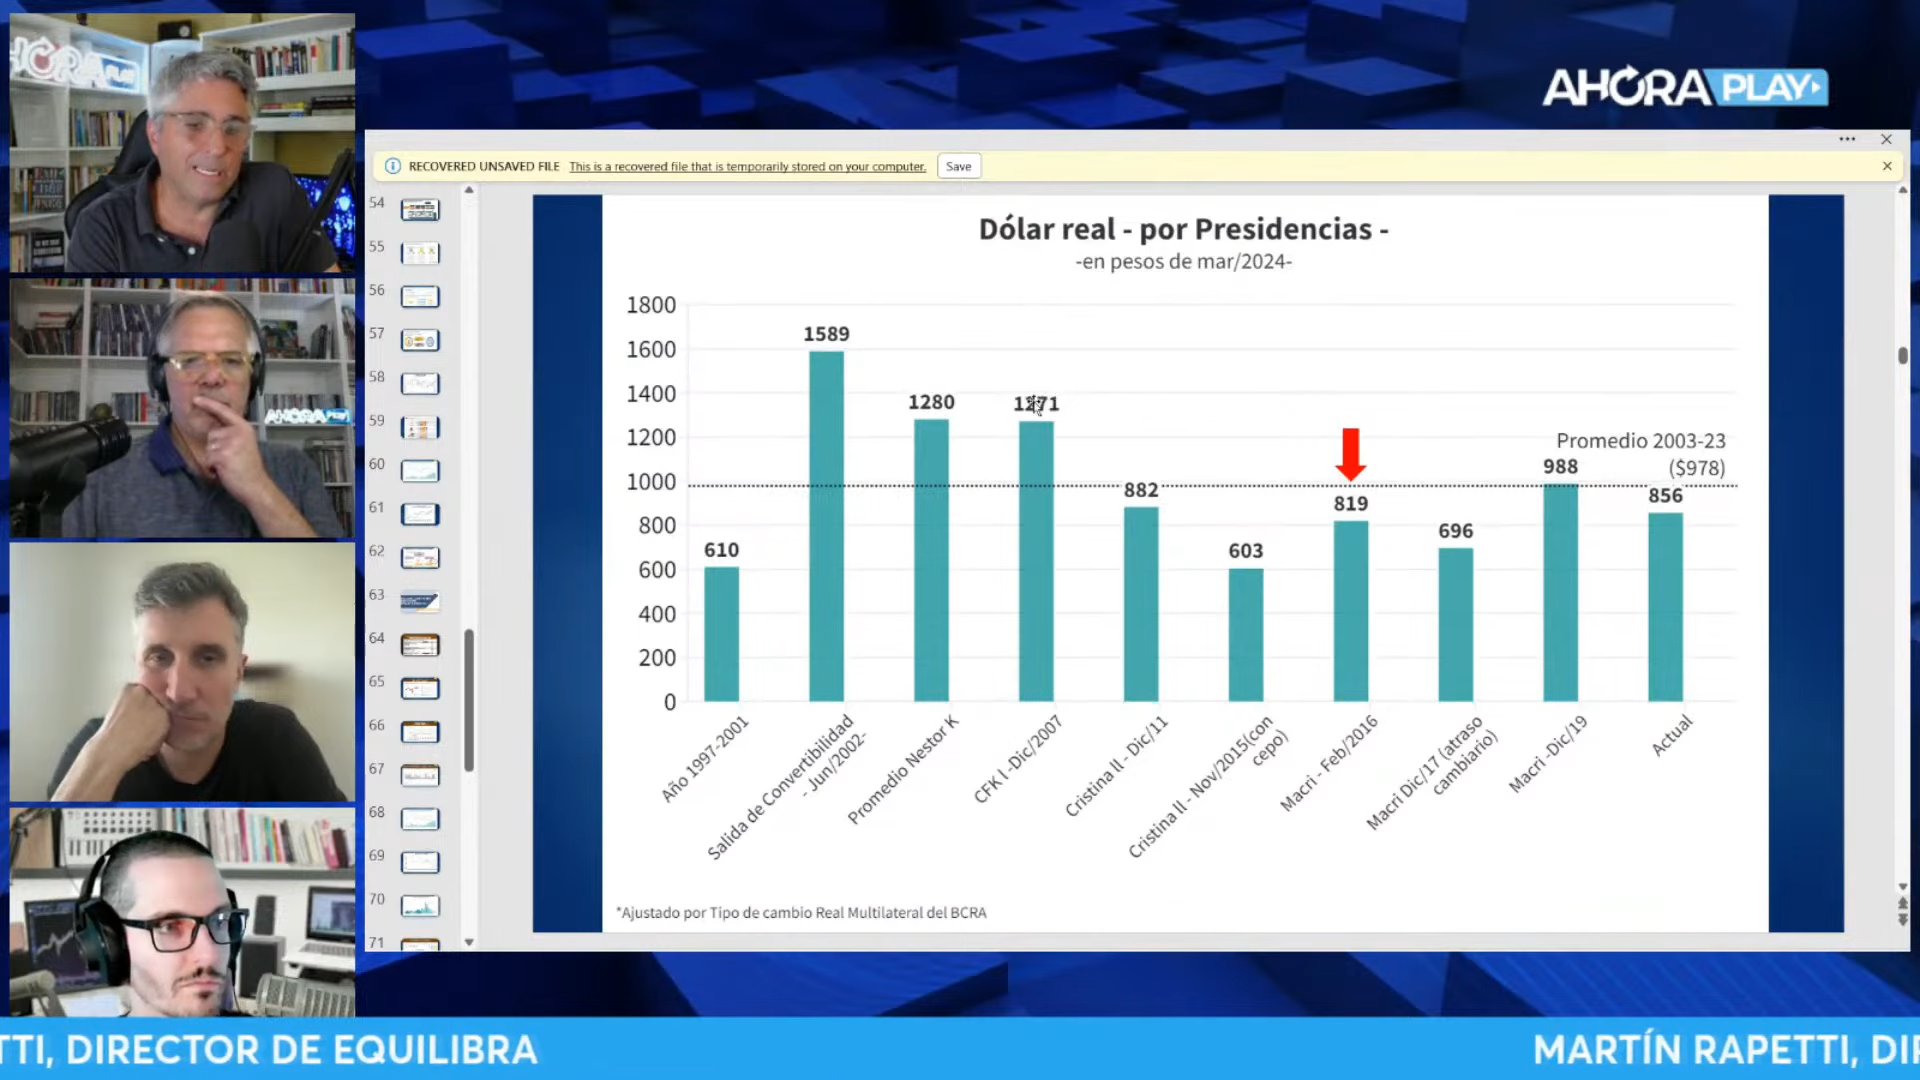 AHORA PLAY
AHORA PLAY
RECOVERED UNSAVED FILE This is a recovered file that is temporarily stored on your computer. Save
54
55
56
57
58
59
60
61
62
63
64
65
66
67
68
69
70
71
Dólar real - por Presidencias -
-en pesos de mar/2024-
1800
1600
1400
1200
1000
800
600
400
200
0
610
1589
1280
1271
882
603
819
696
988
856
Promedio 2003-23
($978)
Año 1997-2001
Salida de Convertibilidad
- Jun/2002-
Promedio Nestor K
CFK I -Dic/2007
Cristina II - Dic/11
Cristina II - Nov/2015(con
cepo)
Macri - Feb/2016
Macri Dic/17 (atraso
cambiario)
Macri -Dic/19
Actual
*Ajustado por Tipo de cambio Real Multilateral del BCRA
AHORA PLAY
TTI, DIRECTOR DE EQUILIBRA
MARTÍN RAPETTI, DI